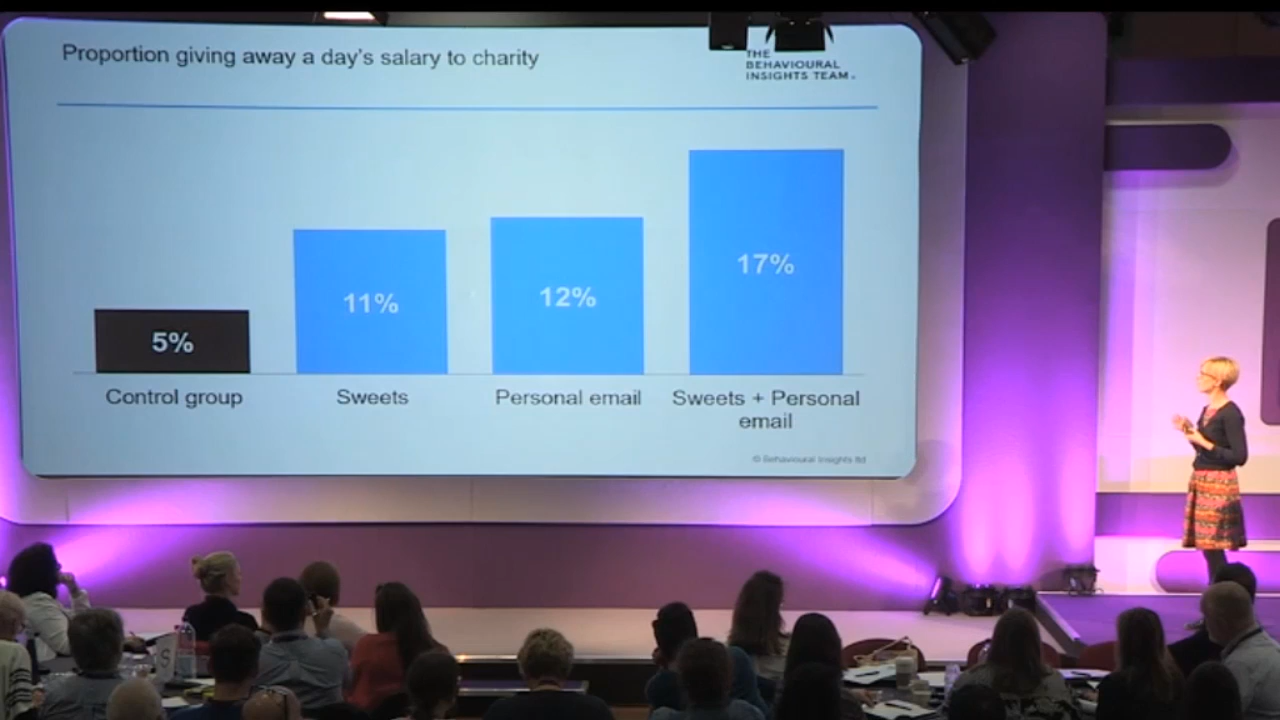 Proportion giving away a day's salary to charity
THE
BEHAVIOURAL
INSIGHTS TEAM.
5%
11%
12%
17%
Control group
Sweets
Personal email
Sweets + Personal
email
© Behavioural Insights ltd
S